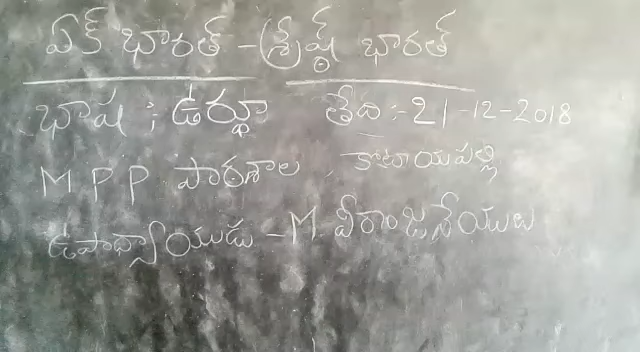 ఏక్ భారత్ - శ్రేష్ఠ్ భారత్
భాష : ఉర్దూ తేది :- 21-12-2018
MPP పాఠశాల , కోటాయపల్లి
ఉపాధ్యాయుడు - M. వీరాంజనేయులు